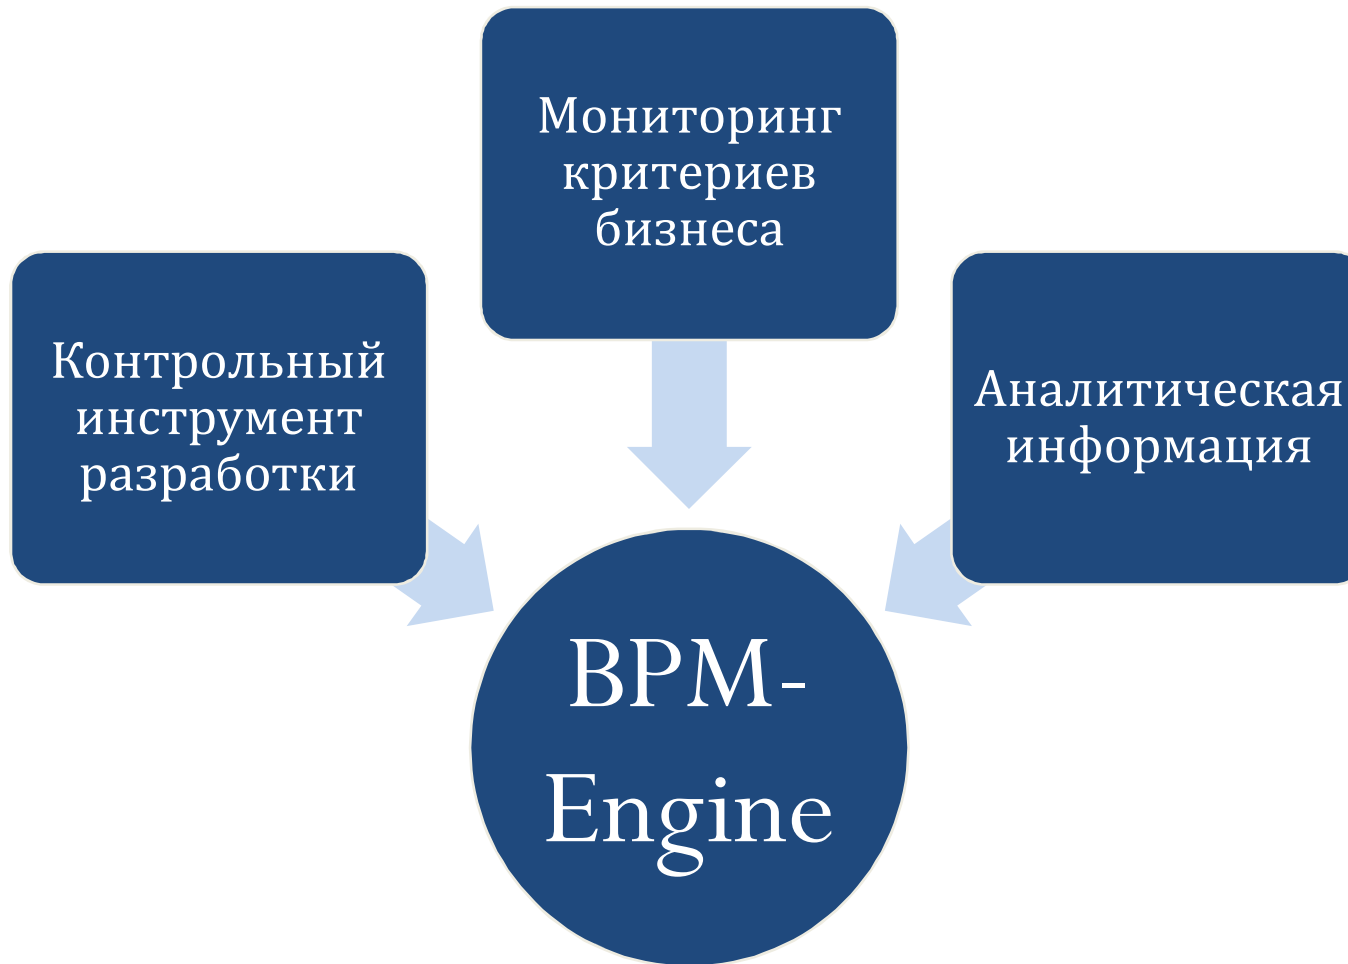 Мониторинг
критериев
бизнеса
Контрольный
инструмент
разработки
Аналитическая
информация
BPM-
Engine